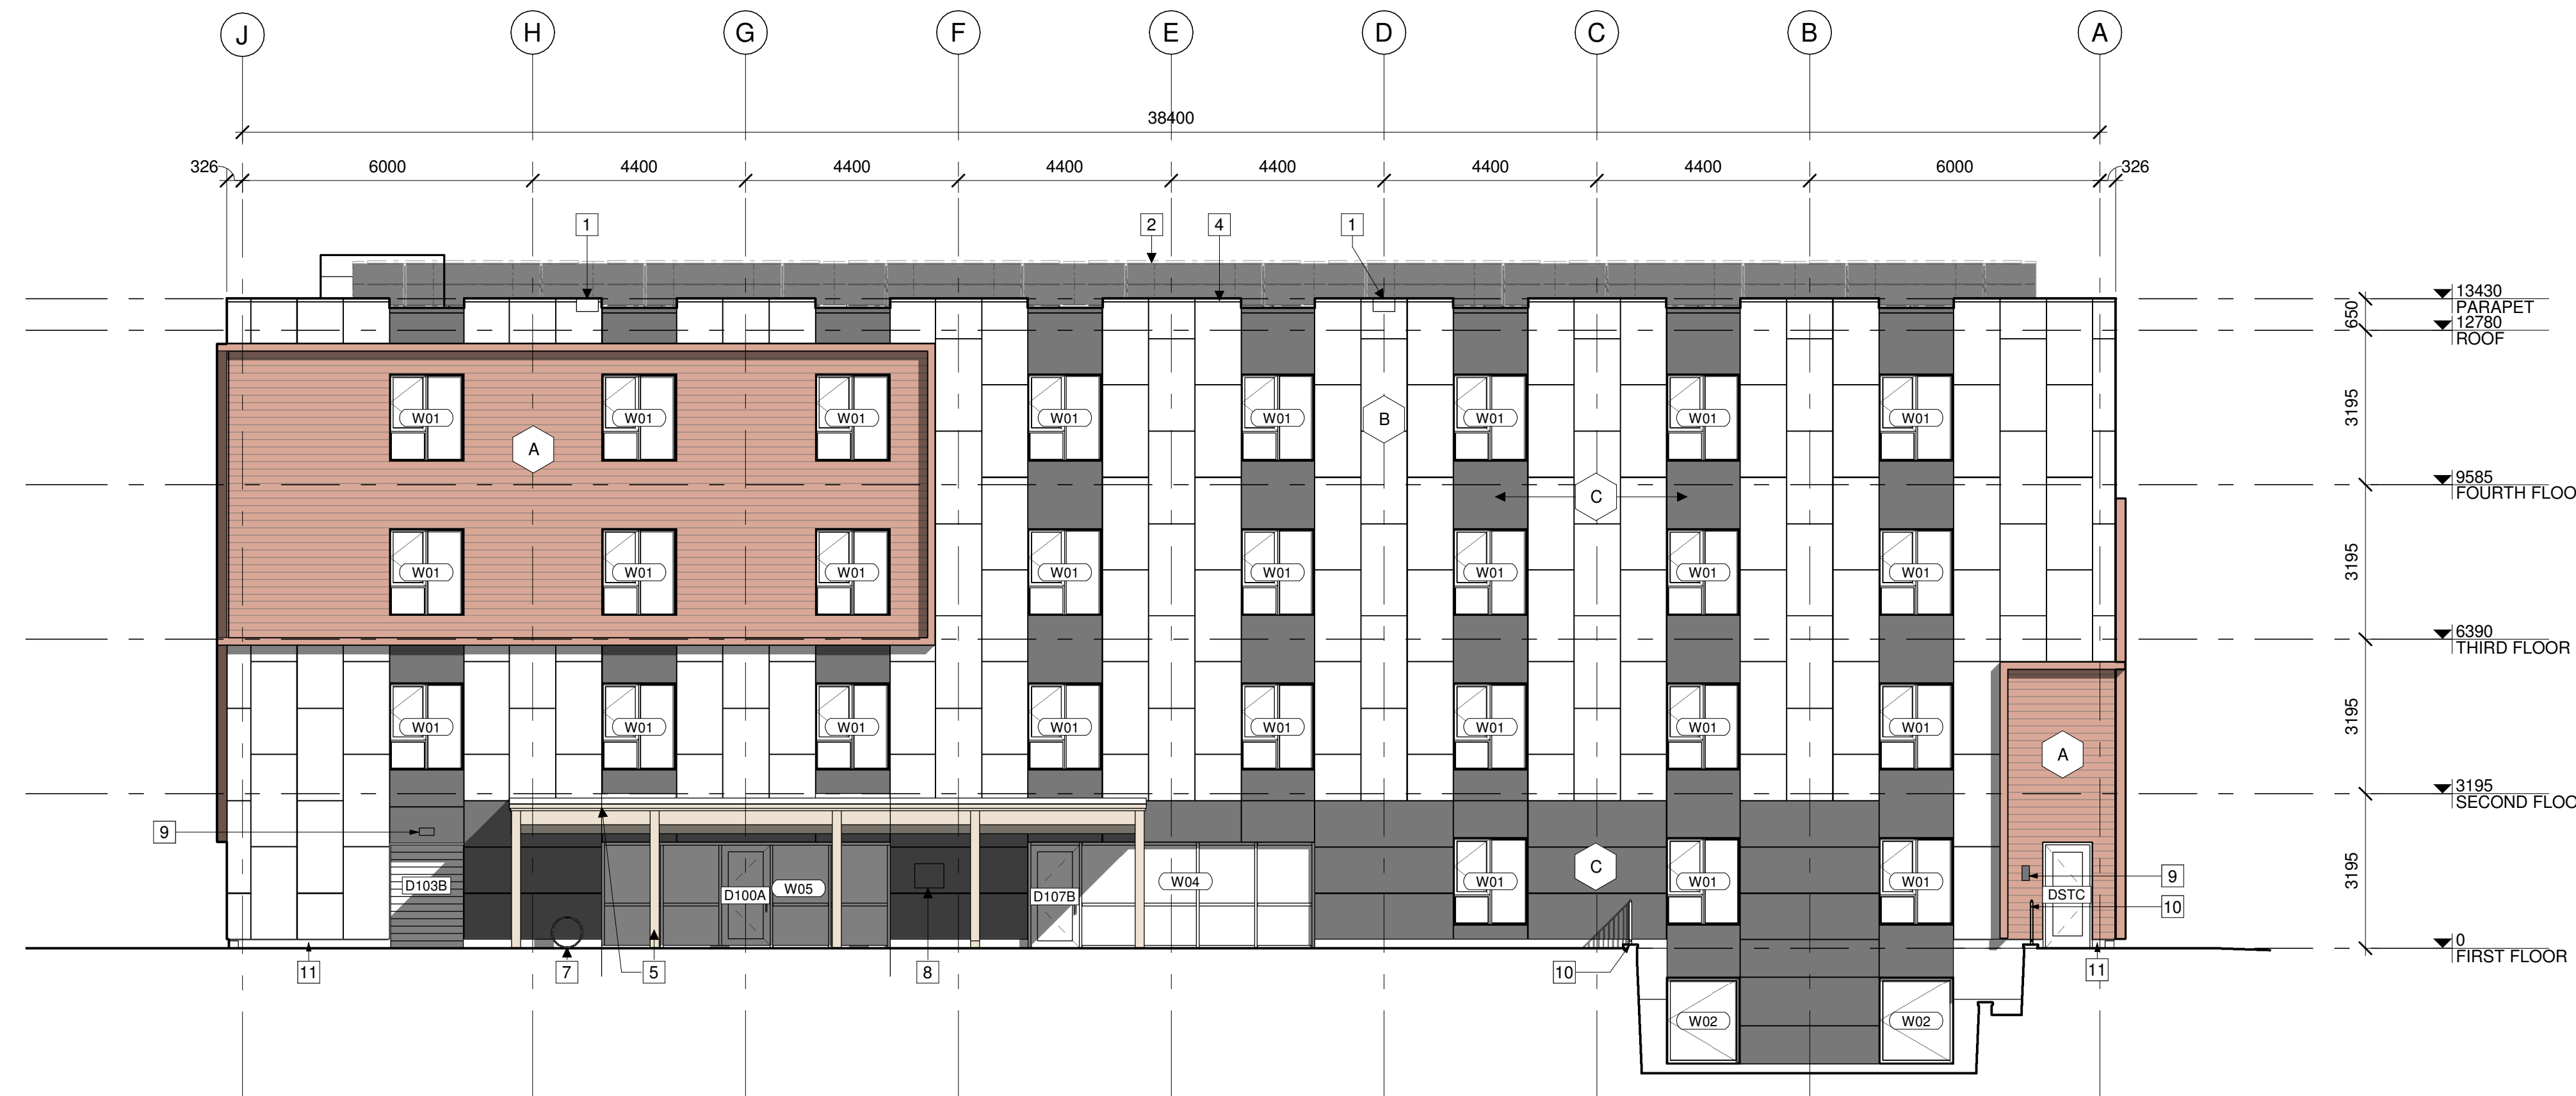 J H G F E D C B A
38400
326 6000 4400 4400 4400 4400 4400 4400 6000 326
1 2 4 1
13430
PARAPET
650
12780
ROOF
W01 W01 W01 W01 W01 W01 W01 W01
A B
3195
9585
FOURTH FLOO
C
W01 W01 W01 W01 W01 W01 W01 W01
3195
6390
THIRD FLOOR
W01 W01 W01 W01 W01 W01 W01 W01
A
3195
3195
SECOND FLOO
9
D103B D100A W05 D107B W04 W01 C W01 W01 DSTC
9
10
3195
0
FIRST FLOOR
11 7 5 8 10 11
W02 W02